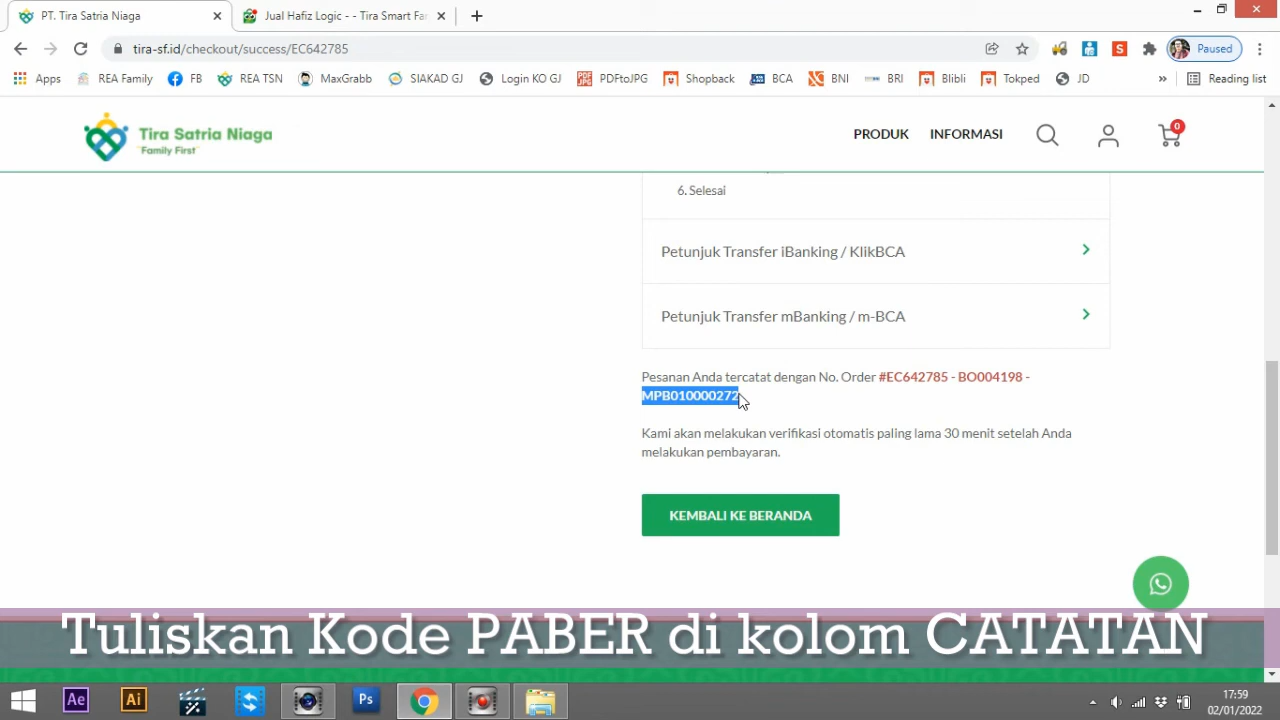 PT. Tira Satria Niaga
Jual Hafiz Logic - - Tira Smart Fa
tira-sf.id/checkout/success/EC642785
Paused
Apps
REA Family
FB
REA TSN
MaxGrabb
SIAKAD GJ
Login KO GJ
PDFtoJPG
Shopback
BCA
BNI
BRI
Blibli
Tokped
JD
»
Reading list
Tira Satria Niaga
"Family First"
PRODUK
INFORMASI
0
6. Selesai
Petunjuk Transfer iBanking / KlikBCA
Petunjuk Transfer mBanking / m-BCA
Pesanan Anda tercatat dengan No. Order #EC642785 - BO004198 -
MPB010000272
Kami akan melakukan verifikasi otomatis paling lama 30 menit setelah Anda
melakukan pembayaran.
KEMBALI KE BERANDA
Tuliskan Kode PABER di kolom CATATAN
Ae
Ai
Ps
17:59
02/01/2022